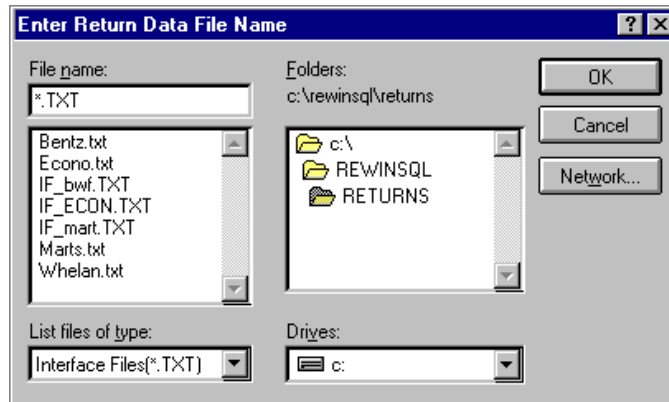 Enter Return Data File Name
File name:
*.TXT
Bentz.txt
Econo.txt
IF_bwf.TXT
IF_ECON.TXT
IF_mart.TXT
Marts.txt
Whelan.txt
List files of type:
Interface Files(*.TXT)
Folders:
c:\rewinsql\returns
c:\
REWINSQL
RETURNS
Drives:
c:
OK
Cancel
Network...